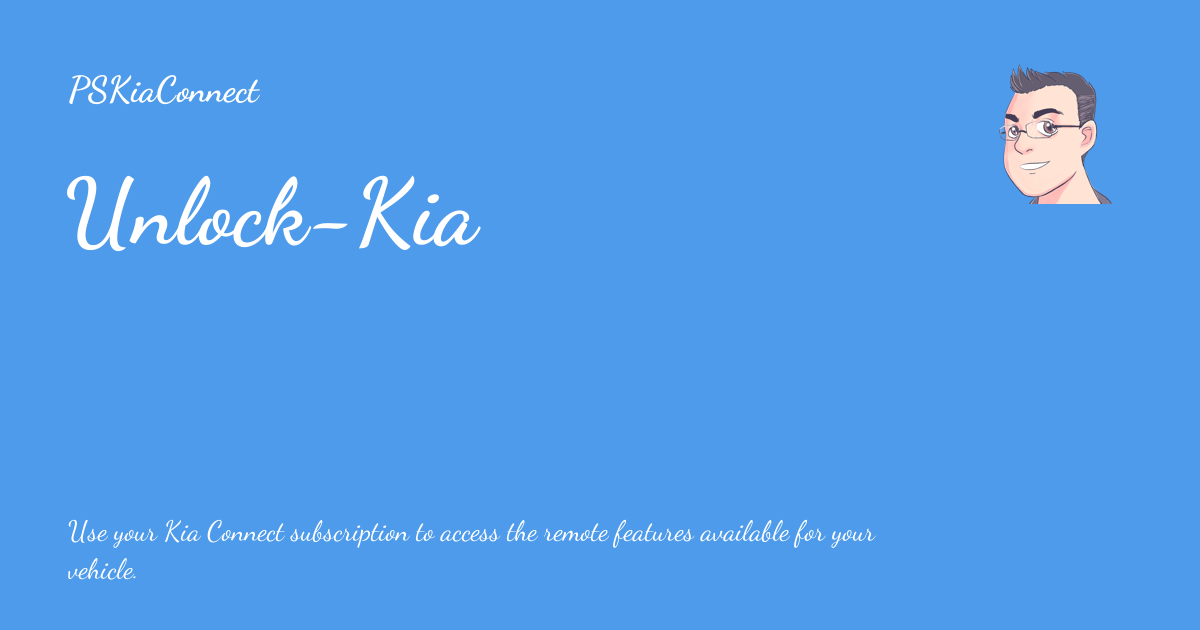 PSKiaConnect
Unlock-Kia
Use your Kia Connect subscription to access the remote features available for your
vehicle.